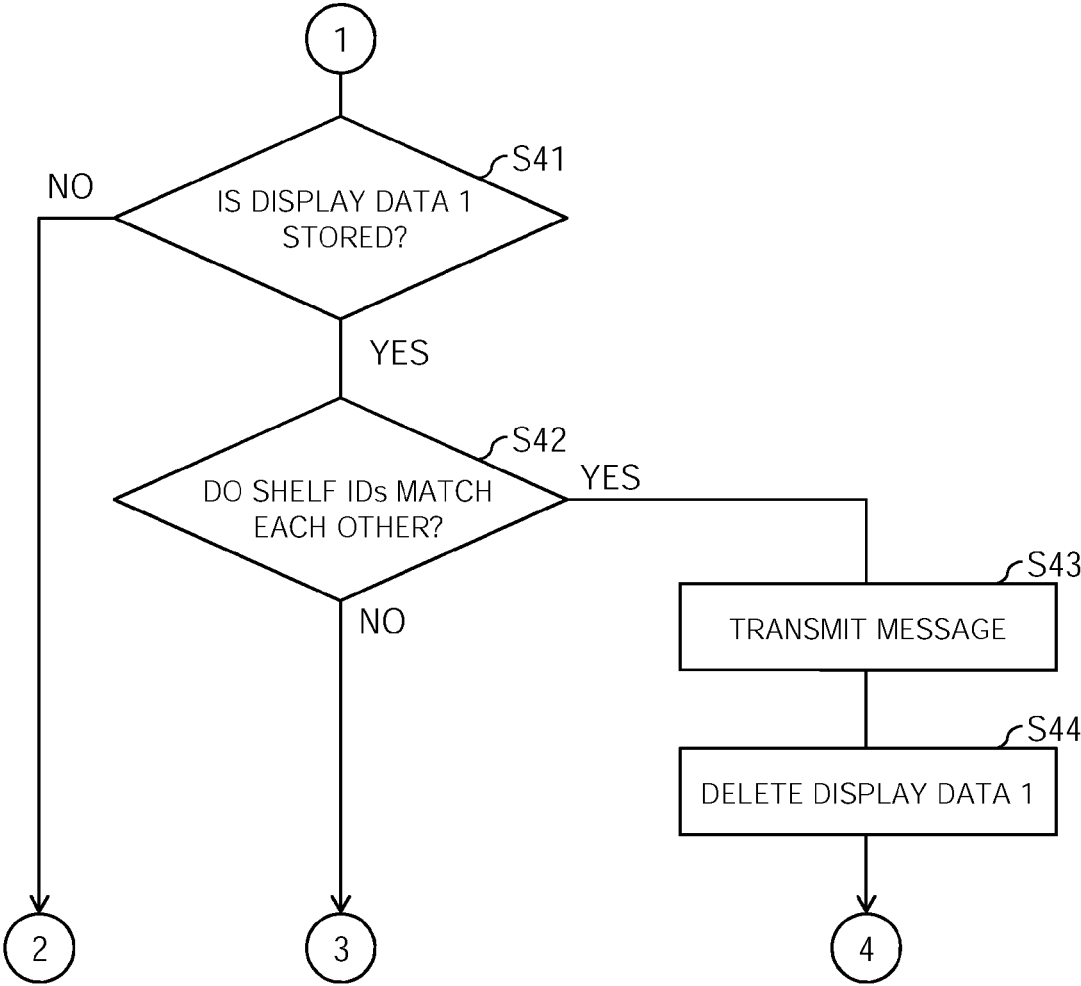 1
S41
NO
IS DISPLAY DATA 1
STORED?
YES
S42
YES
DO SHELF IDs MATCH
EACH OTHER?
S43
NO
TRANSMIT MESSAGE
S44
DELETE DISPLAY DATA 1
2
3
4